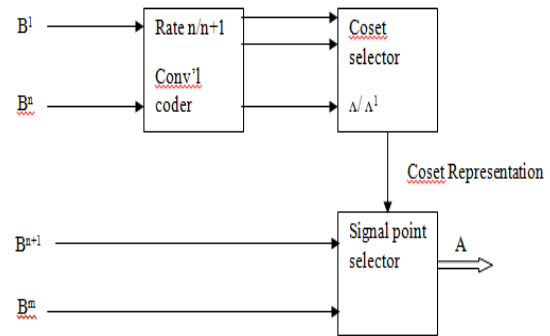 B¹
Rate n/n+1
Conv'l
coder
Bⁿ
Coset
selector
Λ/ Λ¹
Coset Representation
Bⁿ⁺¹
Signal point
selector
A
Bᵐ